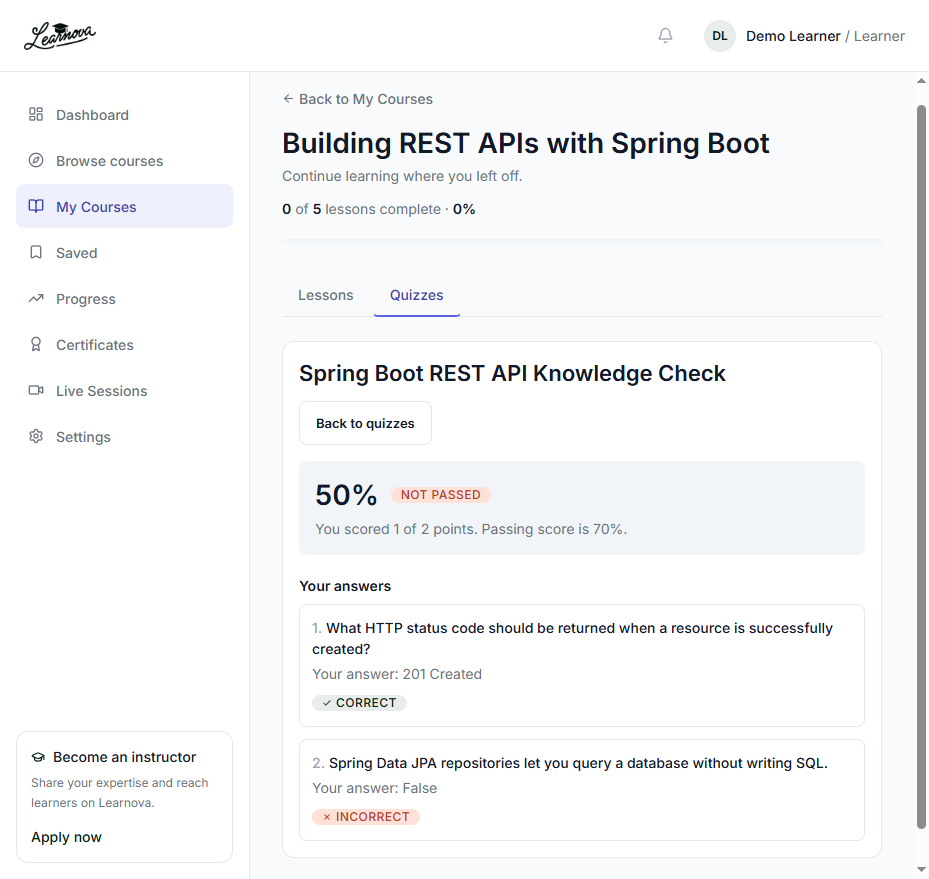 Learnova
DL
Demo Learner / Learner
Dashboard
Browse courses
My Courses
Saved
Progress
Certificates
Live Sessions
Settings
Become an instructor
Share your expertise and reach
learners on Learnova.
Apply now
← Back to My Courses
Building REST APIs with Spring Boot
Continue learning where you left off.
0 of 5 lessons complete · 0%
Lessons
Quizzes
Spring Boot REST API Knowledge Check
Back to quizzes
50% NOT PASSED
You scored 1 of 2 points. Passing score is 70%.
Your answers
1. What HTTP status code should be returned when a resource is successfully
created?
Your answer: 201 Created
✓ CORRECT
2. Spring Data JPA repositories let you query a database without writing SQL.
Your answer: False
× INCORRECT